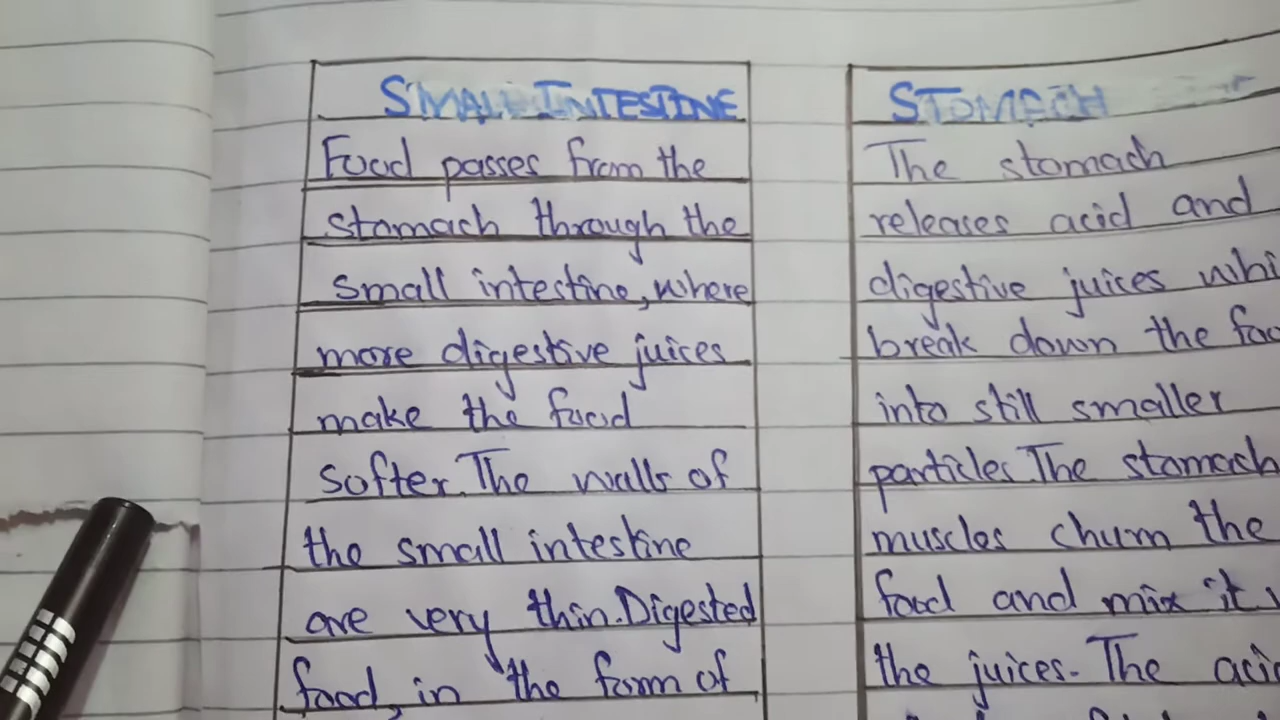 SMALL INTESTINE
Food passes from the
stomach through the
small intestine, where
more digestive juices
make the food
softer. The walls of
the small intestine
are very thin. Digested
food, in the form of
STOMACH
The stomach
releases acid and
digestive juices whi
break down the foo
into still smaller
particles. The stomach
muscles churn the
food and mix it
the juices. The aci